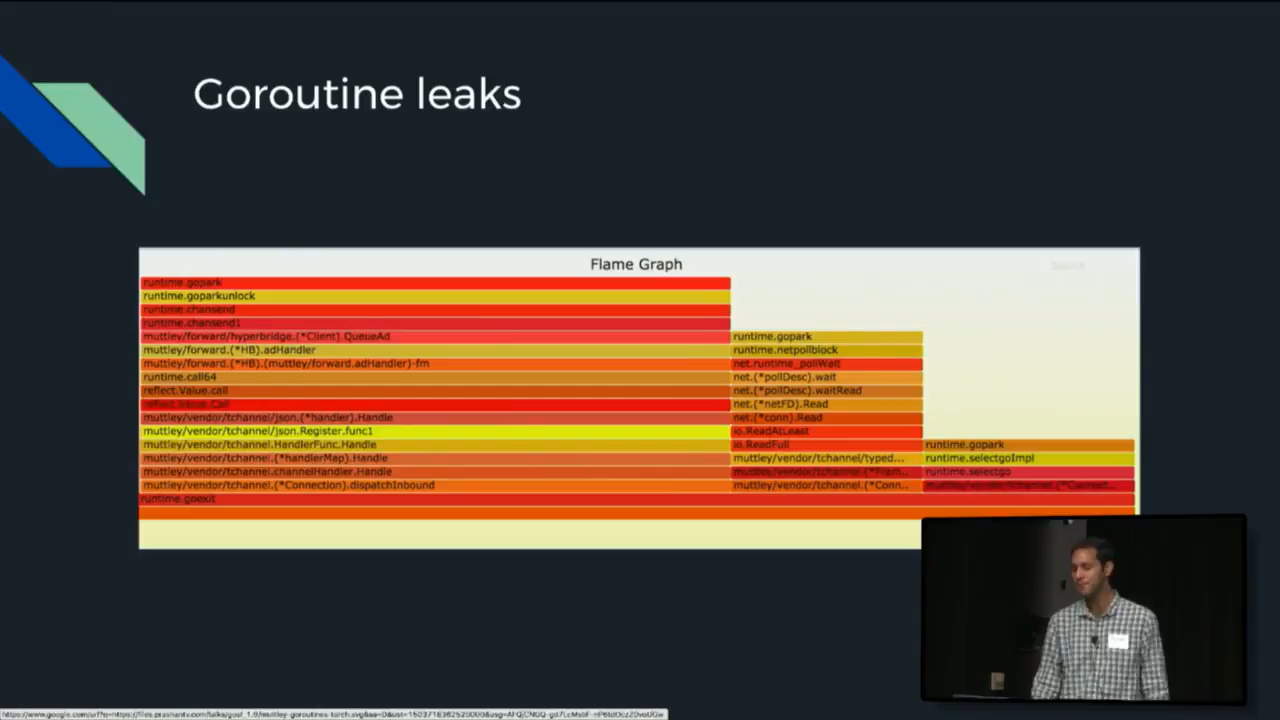 Goroutine leaks
Flame Graph
Search
runtime.gopark
runtime.goparkunlock
runtime.chansend
runtime.chansend1
muttley/forward/hyperbridge.(*Client).QueueAd
muttley/forward.(*HB).adHandler
muttley/forward.(*HB).(muttley/forward.adHandler)-fm
runtime.call64
reflect.Value.call
reflect.Value.Call
muttley/vendor/tchannel/json.(*handler).Handle
muttley/vendor/tchannel/json.Register.func1
muttley/vendor/tchannel.HandlerFunc.Handle
muttley/vendor/tchannel.(*handlerMap).Handle
muttley/vendor/tchannel.channelHandler.Handle
muttley/vendor/tchannel.(*Connection).dispatchInbound
runtime.goexit
runtime.gopark
runtime.netpollblock
net.runtime_pollWait
net.(*pollDesc).wait
net.(*pollDesc).waitRead
net.(*netFD).Read
net.(*conn).Read
io.ReadAtLeast
io.ReadFull
muttley/vendor/tchannel/typed...
muttley/vendor/tchannel.(*Fram..
muttley/vendor/tchannel.(*Conn..
runtime.gopark
runtime.selectgoImpl
runtime.selectgo
muttley/vendor/tchannel.(*Connect...